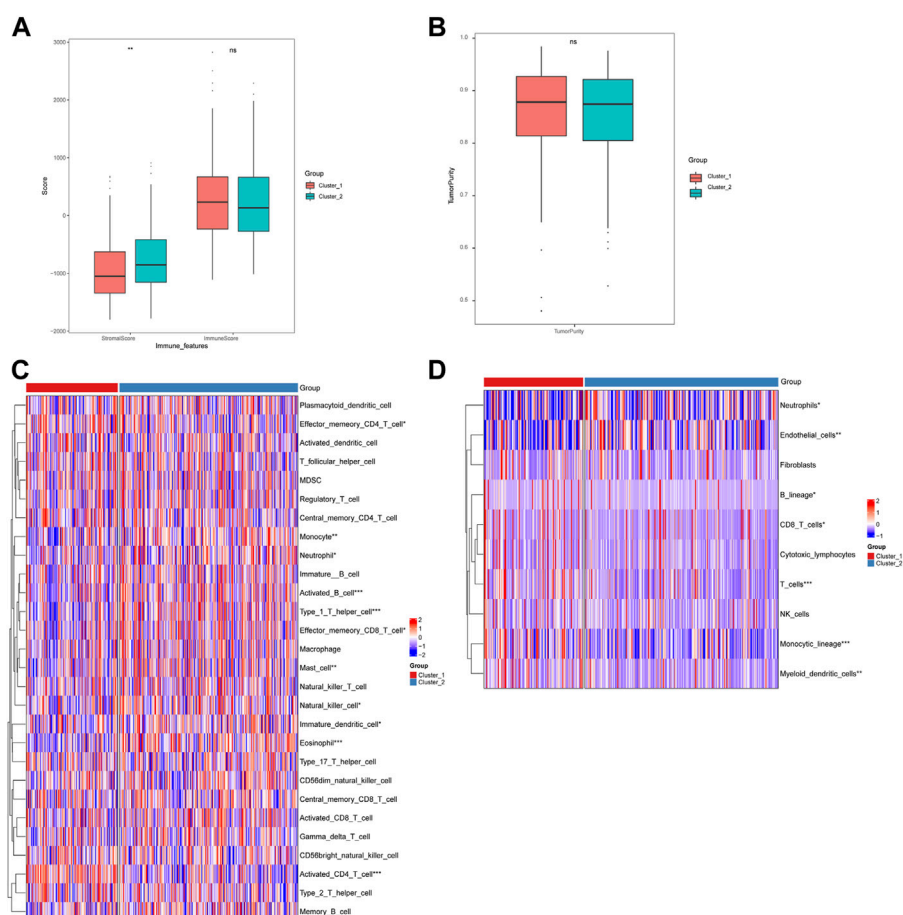 A
3000
2000
1000
0
−1000
−2000
Score
**
ns
StromalScore
ImmuneScore
Immune_features
Group
Cluster_1
Cluster_2
B
1.0
0.9
0.8
0.7
0.6
0.5
TumorPurity
ns
TumorPurity
Group
Cluster_1
Cluster_2
C
Group
Plasmacytoid_dendritic_cell
Effector_memeory_CD4_T_cell*
Activated_dendritic_cell
T_follicular_helper_cell
MDSC
Regulatory_T_cell
Central_memory_CD4_T_cell
Monocyte**
Neutrophil*
Immature__B_cell
Activated_B_cell***
Type_1_T_helper_cell***
Effector_memeory_CD8_T_cell*
Macrophage
Mast_cell**
Natural_killer_T_cell
Natural_killer_cell*
Immature_dendritic_cell*
Eosinophil***
Type_17_T_helper_cell
CD56dim_natural_killer_cell
Central_memory_CD8_T_cell
Activated_CD8_T_cell
Gamma_delta_T_cell
CD56bright_natural_killer_cell
Activated_CD4_T_cell***
Type_2_T_helper_cell
Memory_B_cell
2
1
0
−1
−2
Group
Cluster_1
Cluster_2
D
Group
Neutrophils*
Endothelial_cells**
Fibroblasts
B_lineage*
CD8_T_cells*
Cytotoxic_lymphocytes
T_cells***
NK_cells
Monocytic_lineage***
Myeloid_dendritic_cells**
2
1
0
−1
Group
Cluster_1
Cluster_2